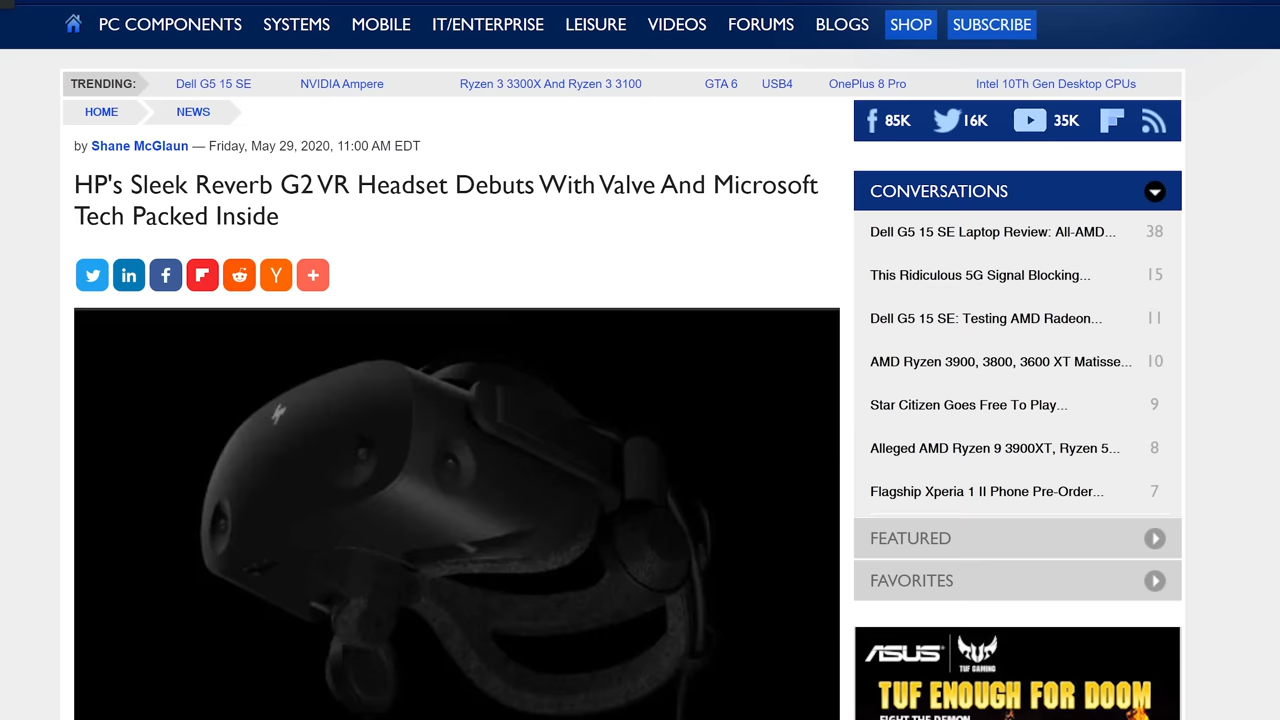 PC COMPONENTS SYSTEMS MOBILE IT/ENTERPRISE LEISURE VIDEOS FORUMS BLOGS SHOP SUBSCRIBE
TRENDING: Dell G5 15 SE NVIDIA Ampere Ryzen 3 3300X And Ryzen 3 3100 GTA 6 USB4 OnePlus 8 Pro Intel 10Th Gen Desktop CPUs
HOME NEWS
by Shane McGlaun — Friday, May 29, 2020, 11:00 AM EDT
HP's Sleek Reverb G2 VR Headset Debuts With Valve And Microsoft
Tech Packed Inside
85K 16K 35K
CONVERSATIONS
Dell G5 15 SE Laptop Review: All-AMD... 38
This Ridiculous 5G Signal Blocking... 15
Dell G5 15 SE: Testing AMD Radeon... 11
AMD Ryzen 3900, 3800, 3600 XT Matisse... 10
Star Citizen Goes Free To Play... 9
Alleged AMD Ryzen 9 3900XT, Ryzen 5... 8
Flagship Xperia 1 II Phone Pre-Order... 7
FEATURED
FAVORITES
ASUS TUF GAMING
TUF ENOUGH FOR DOOM
FIGHT THE DEMON